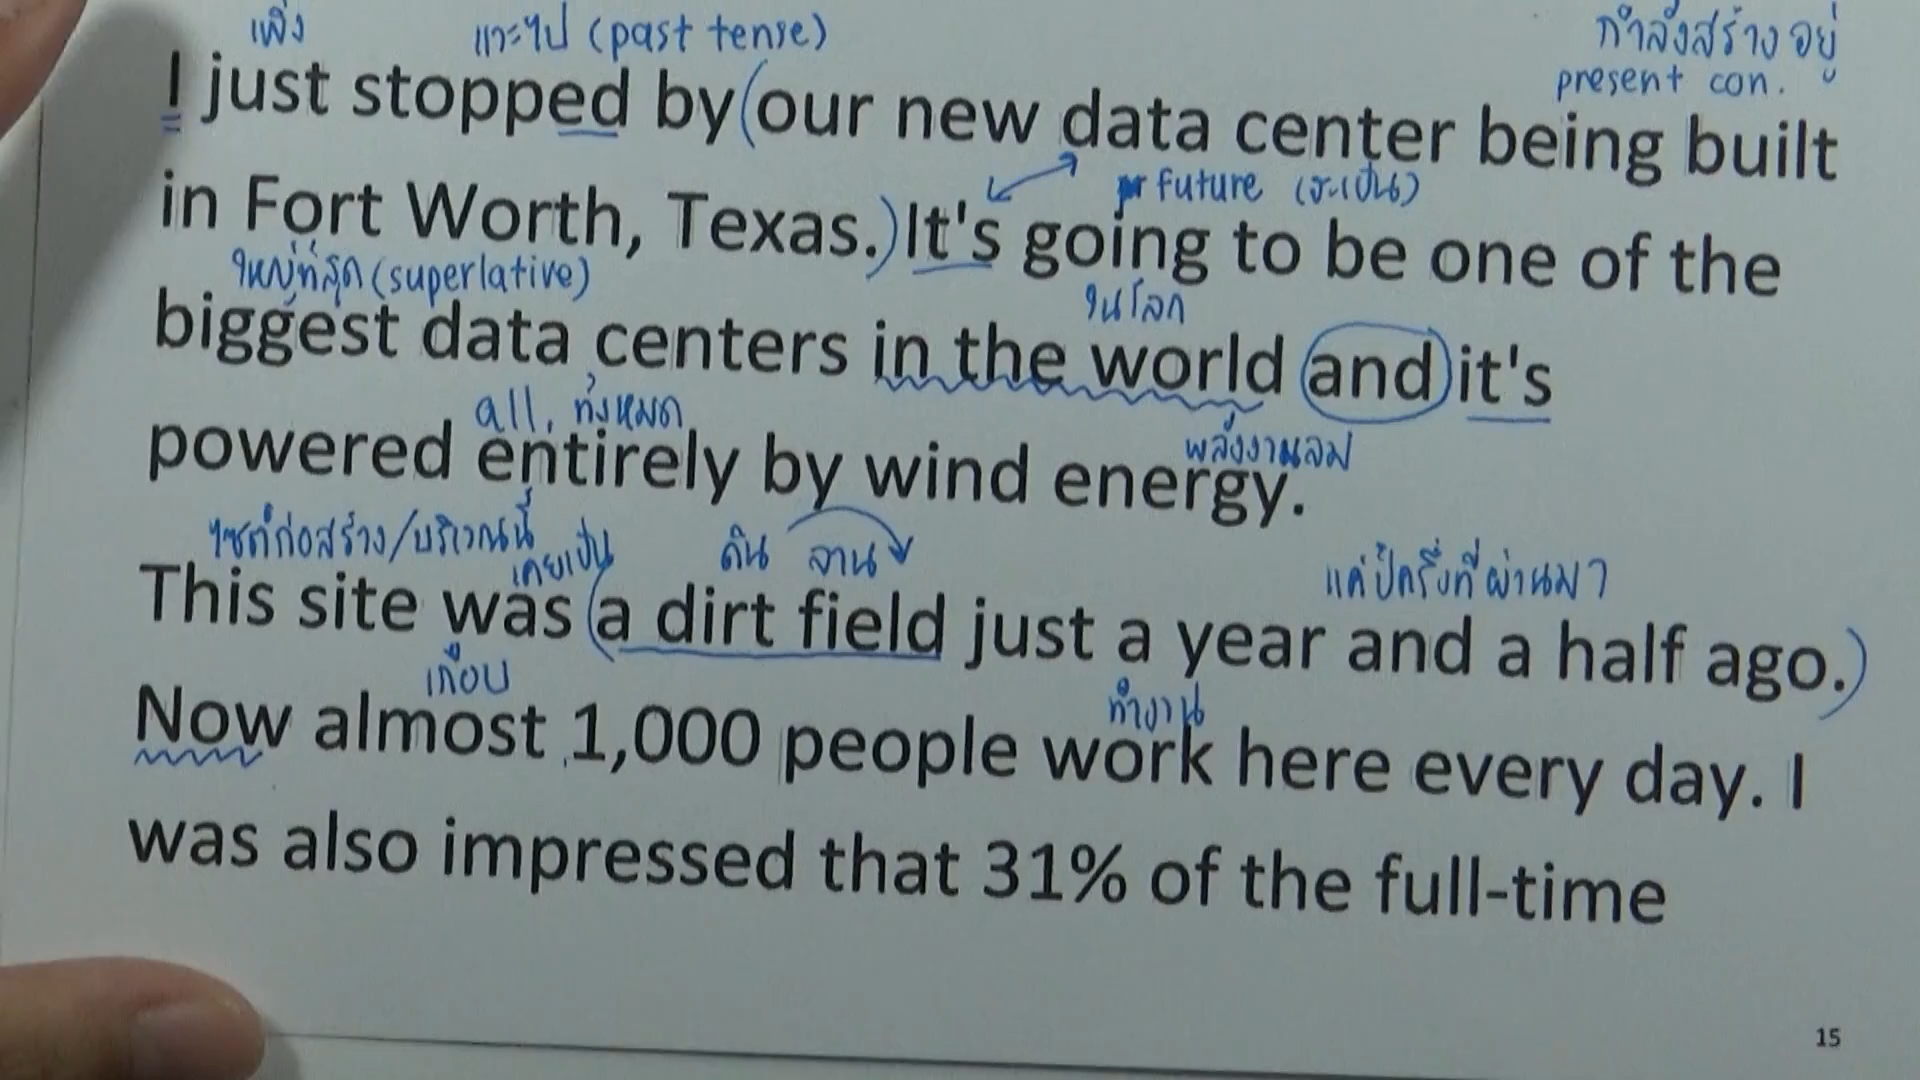 เพิ่ง แวะไป (past tense) กำลังสร้างอยู่
present con.
I just stopped by (our new data center being built
future (จะเป็น)
in Fort Worth, Texas.) It's going to be one of the
ใหญ่ที่สุด (superlative) ในโลก
biggest data centers in the world and it's
all, ทั้งหมด พลังงานลม
powered entirely by wind energy.
ไซต์ก่อสร้าง/บริเวณนี้ เคยเป็น ดิน ลาน แค่ปีครึ่งที่ผ่านมา
This site was (a dirt field just a year and a half ago.)
เกือบ ทำงาน
Now almost 1,000 people work here every day. I
was also impressed that 31% of the full-time
15